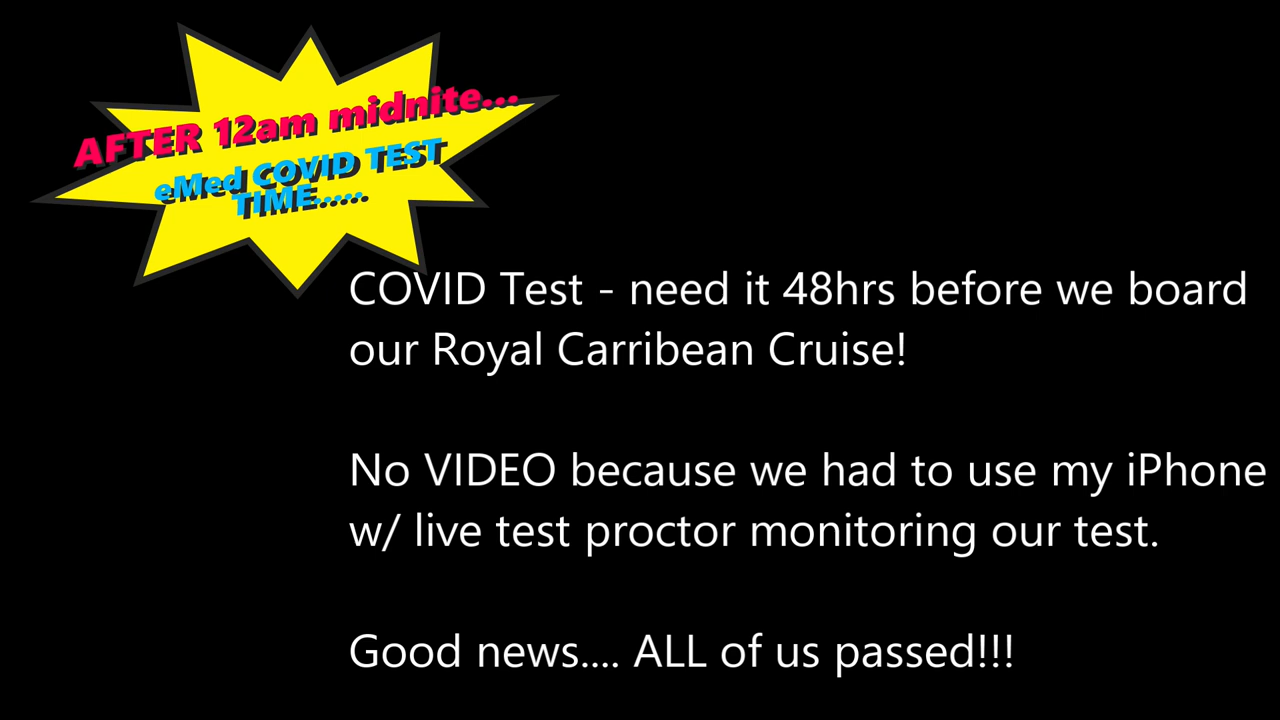 AFTER 12am midnite...
eMed COVID TEST
TIME.....
COVID Test - need it 48hrs before we board
our Royal Carribean Cruise!
No VIDEO because we had to use my iPhone
w/ live test proctor monitoring our test.
Good news.... ALL of us passed!!!